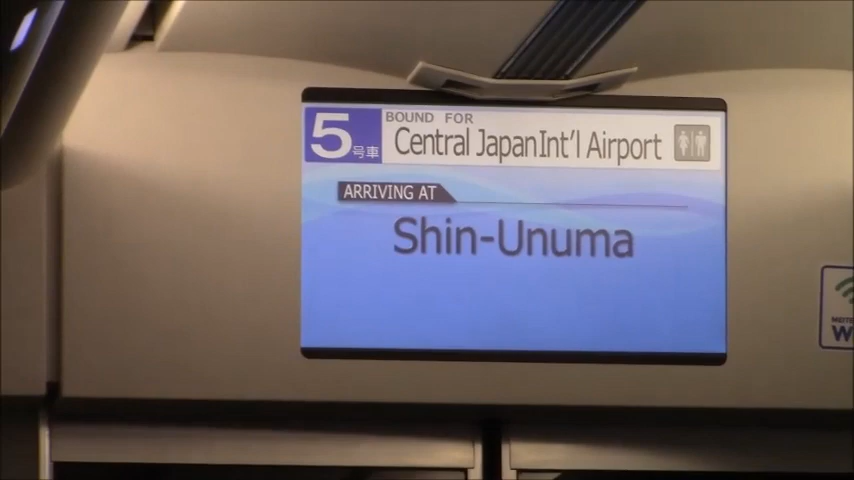 5号車
BOUND FOR
Central Japan Int'l Airport
ARRIVING AT
Shin-Unuma